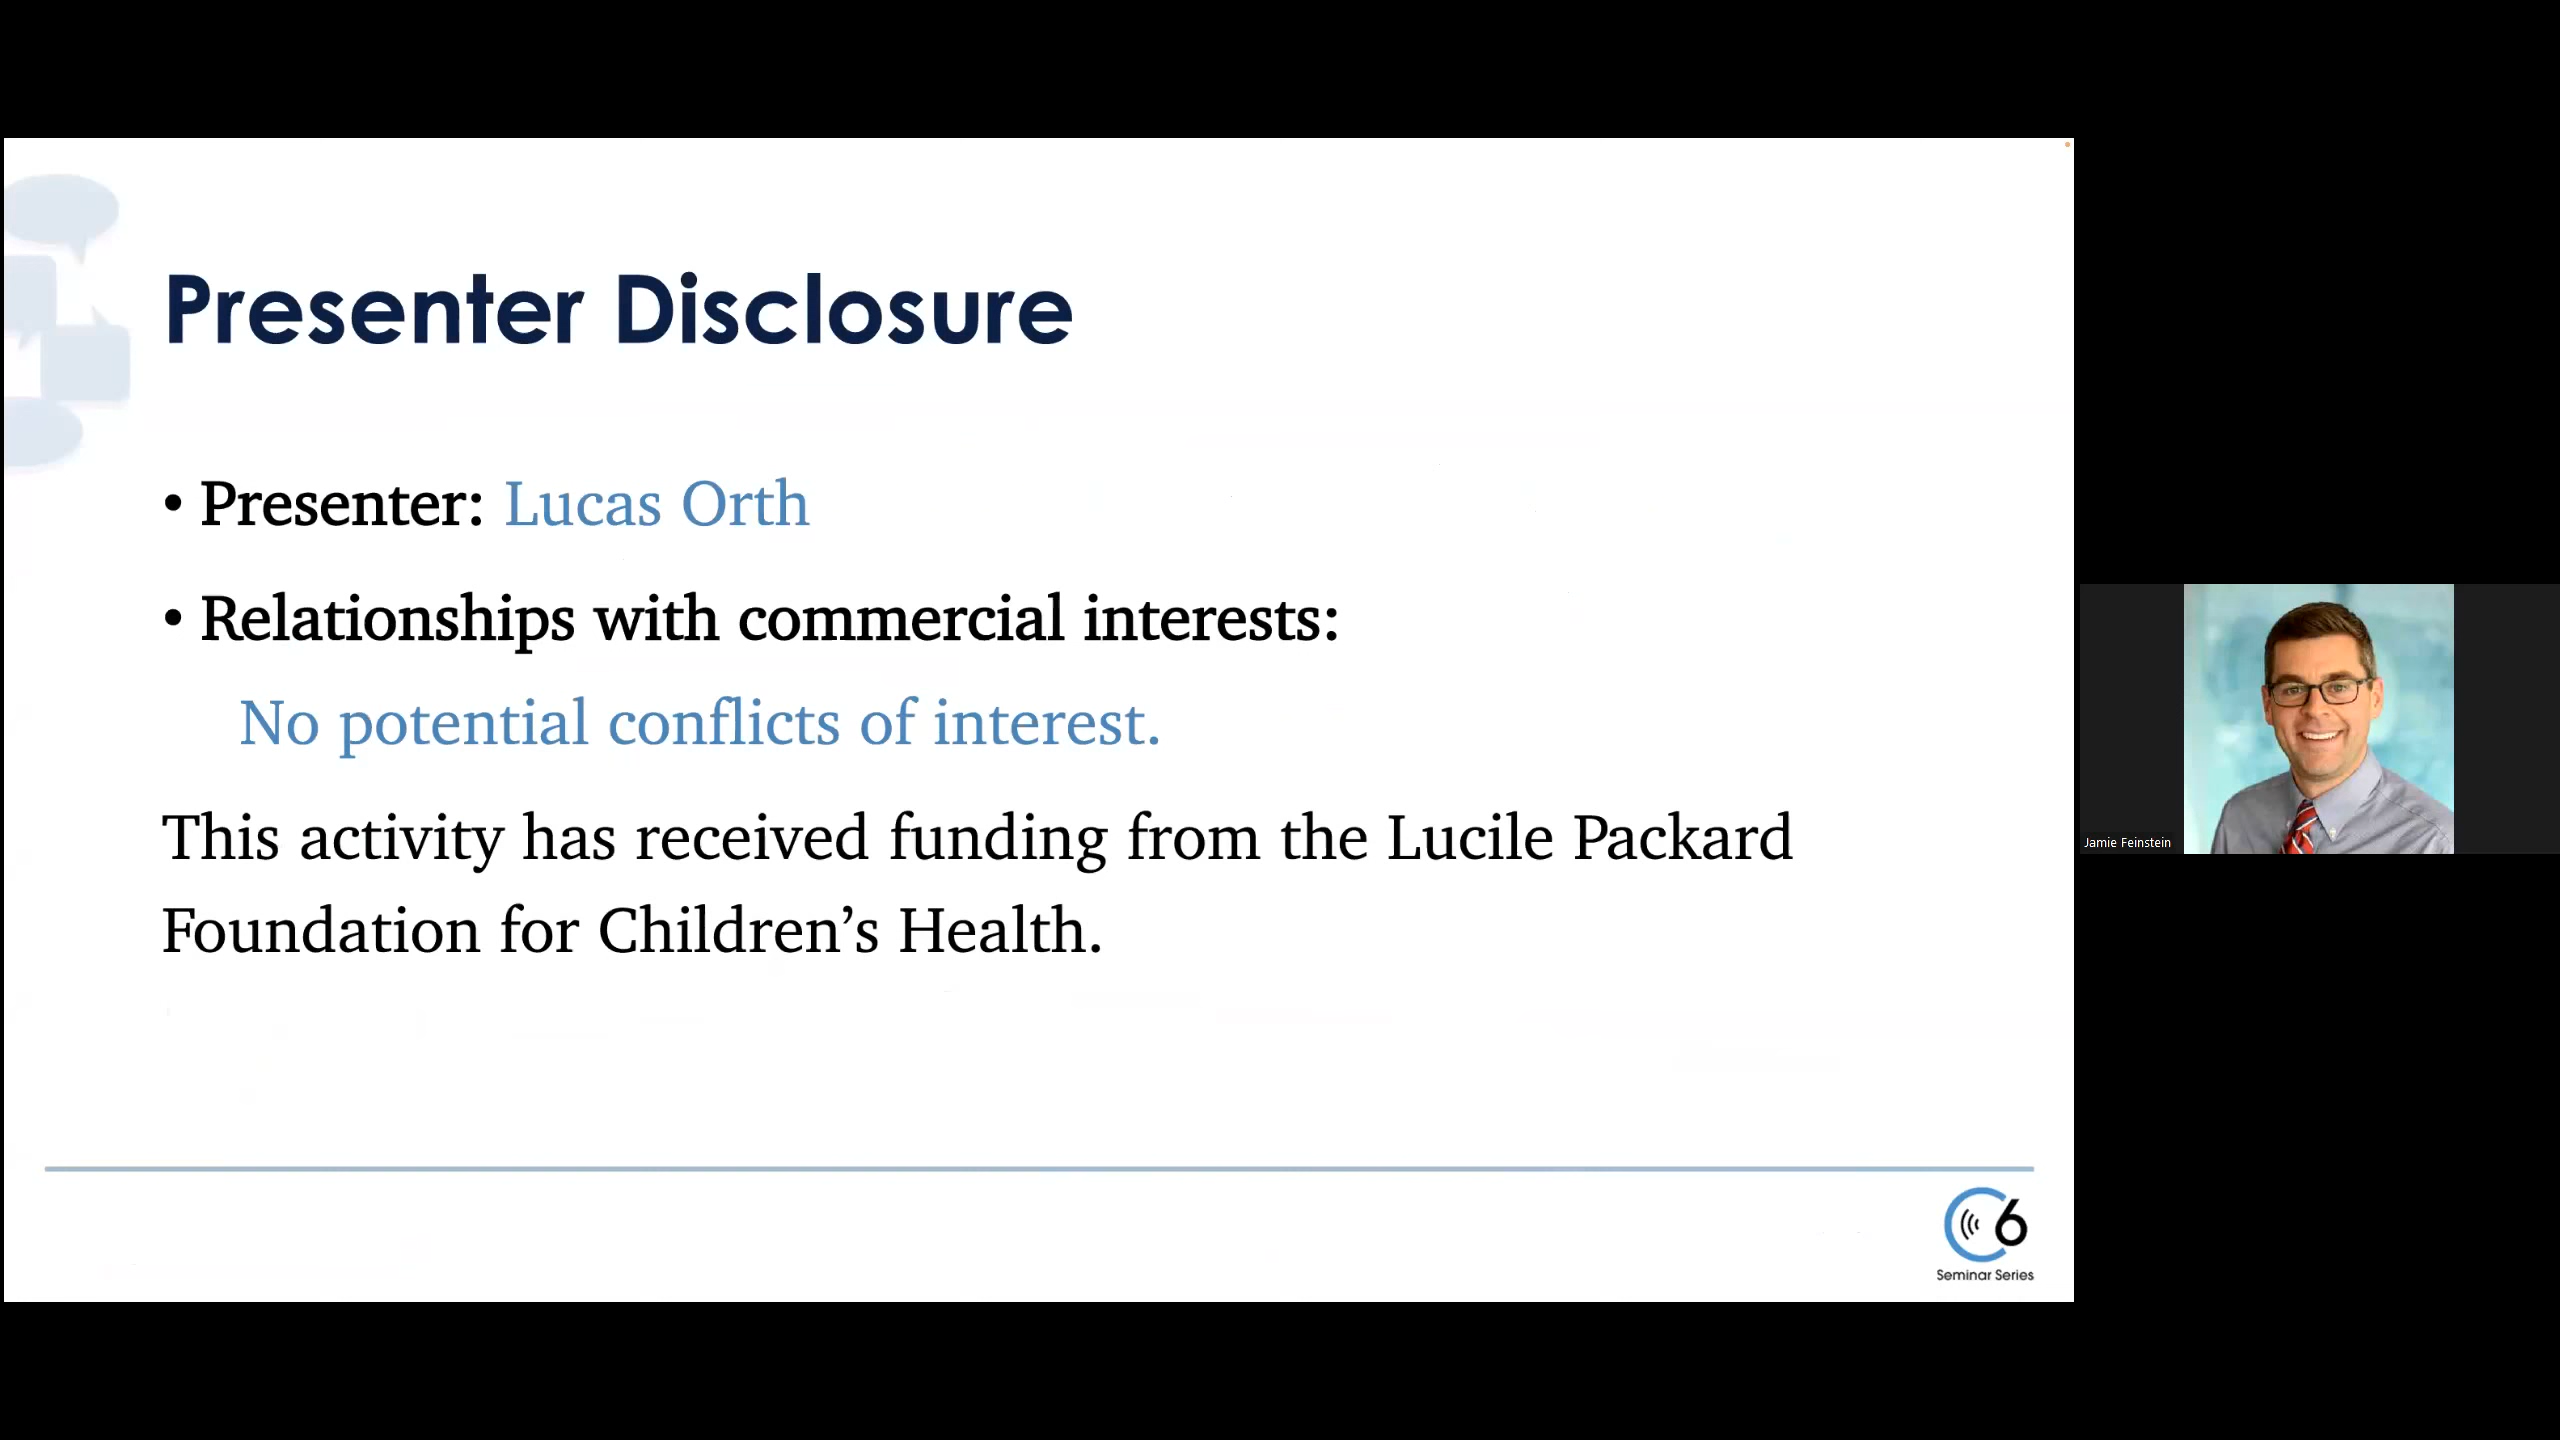 Presenter Disclosure
• Presenter: Lucas Orth
• Relationships with commercial interests:
No potential conflicts of interest.
This activity has received funding from the Lucile Packard
Foundation for Children’s Health.
Jamie Feinstein
C6
Seminar Series